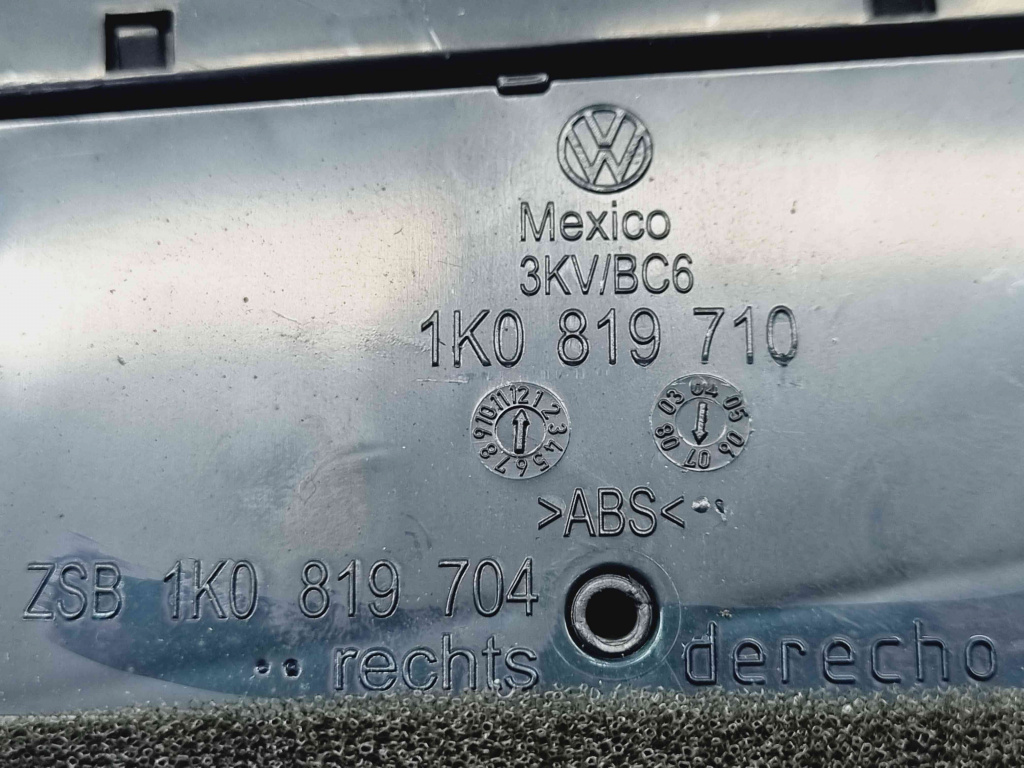 Mexico
3KV/BC6
1K0 819 710
1 2 3 4 5 6 7 8 9 10 11 12
03 04 05 06 07 08
>ABS<
ZSB 1K0 819 704
rechts derecho